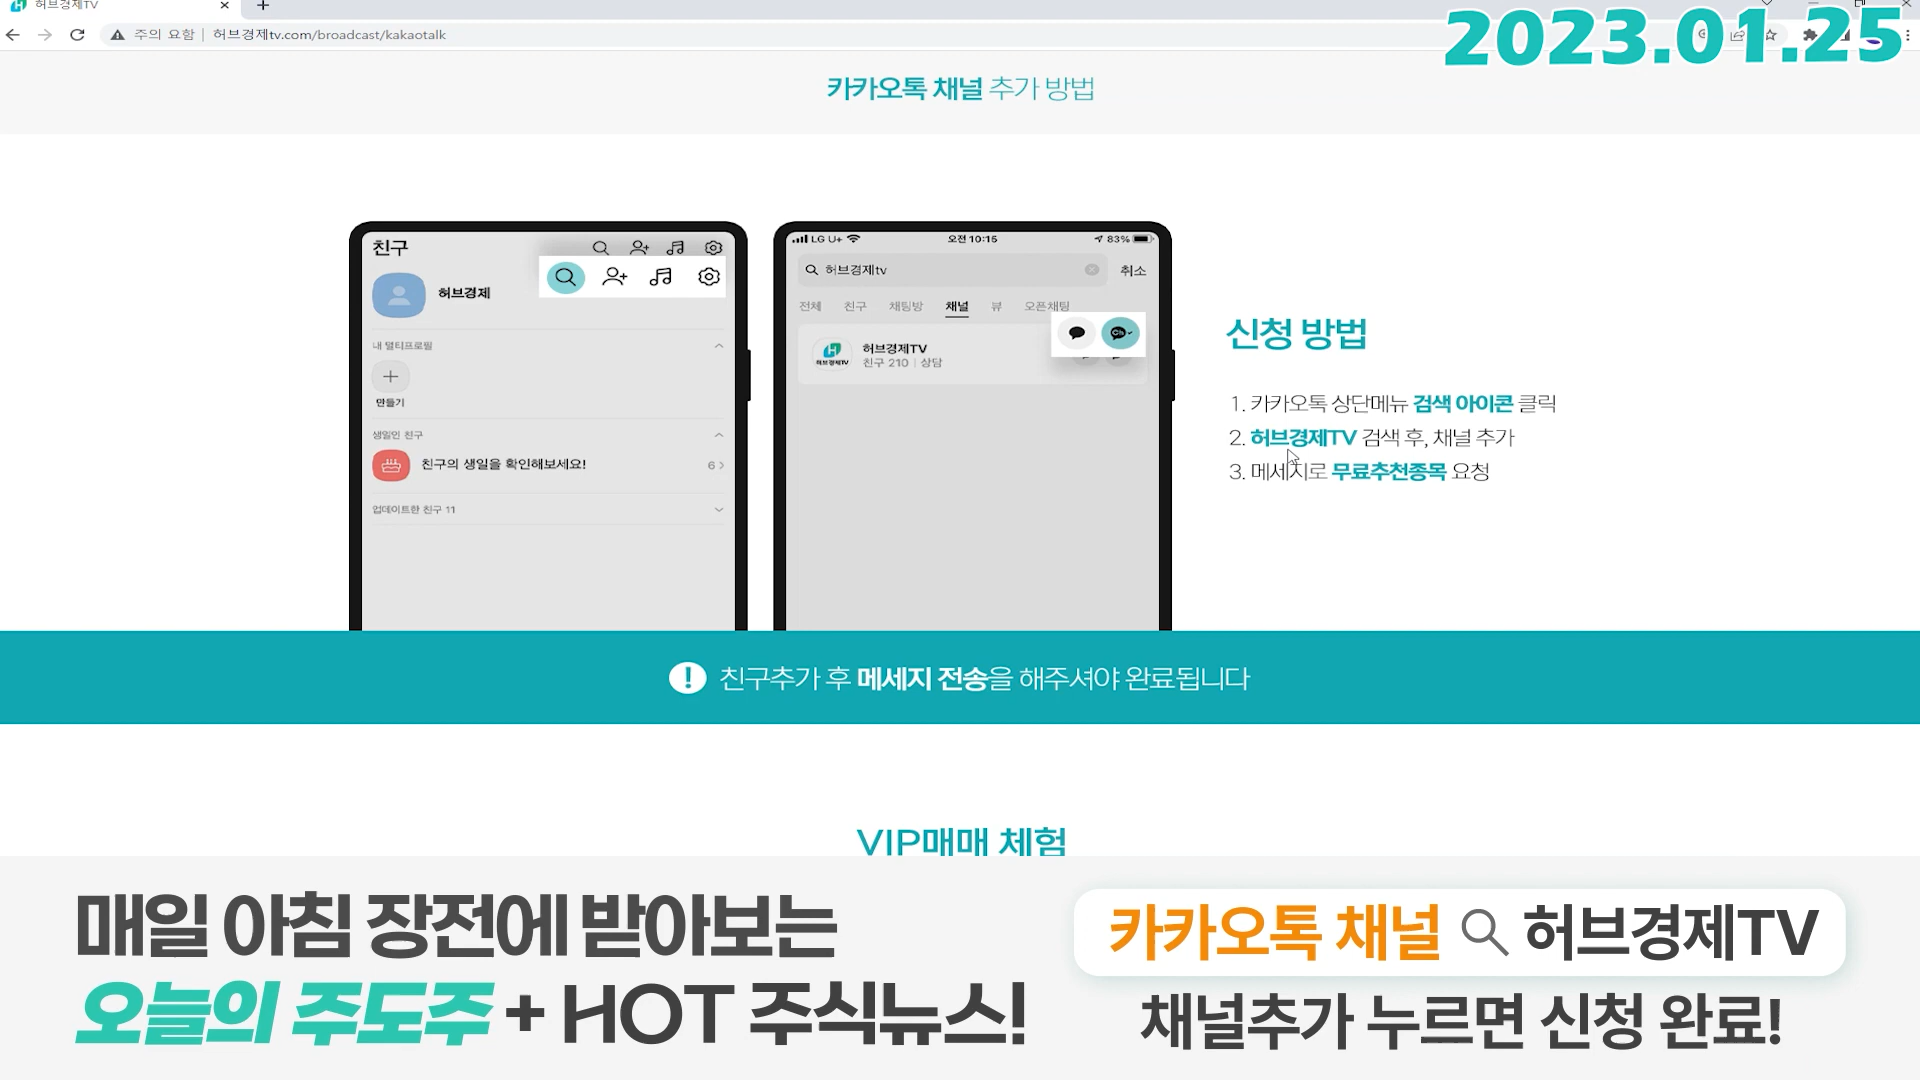 허브경제TV
주의 요함 | 허브경제tv.com/broadcast/kakaotalk
2023.01.25
카카오톡 채널 추가 방법
친구
허브경제
내 멀티프로필
만들기
생일인 친구
친구의 생일을 확인해보세요!
6
업데이트한 친구 11
LG U+
오전 10:15
83%
허브경제tv
취소
전체 친구 채팅방 채널 뷰 오픈채팅
허브경제TV
허브경제TV
친구 210 | 상담
Ch
신청 방법
1. 카카오톡 상단메뉴 검색 아이콘 클릭
2. 허브경제TV 검색 후, 채널 추가
3. 메세지로 무료추천종목 요청
! 친구추가 후 메세지 전송을 해주셔야 완료됩니다
VIP매매 체험
매일 아침 장전에 받아보는
오늘의 주도주 + HOT 주식뉴스!
카카오톡 채널 허브경제TV
채널추가 누르면 신청 완료!